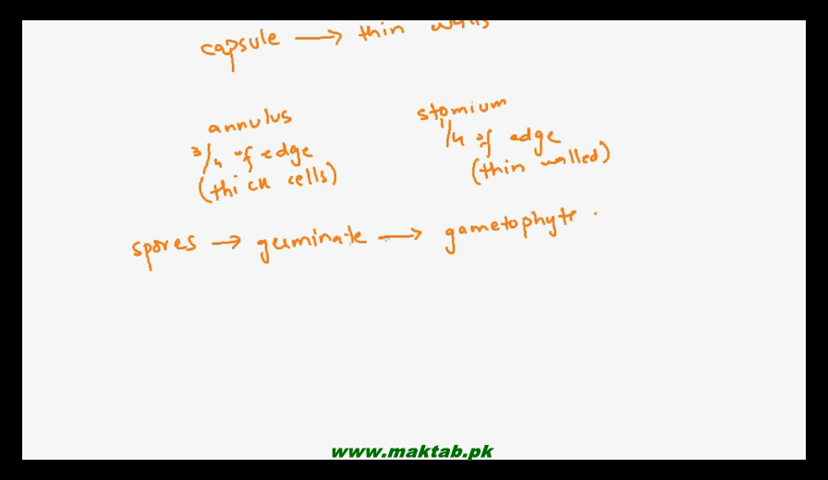 capsule → thin walls
annulus
3/4 of edge
(thick cells)
stomium
1/4 of edge
(thin walled)
spores → germinate → gametophyte.
www.maktab.pk